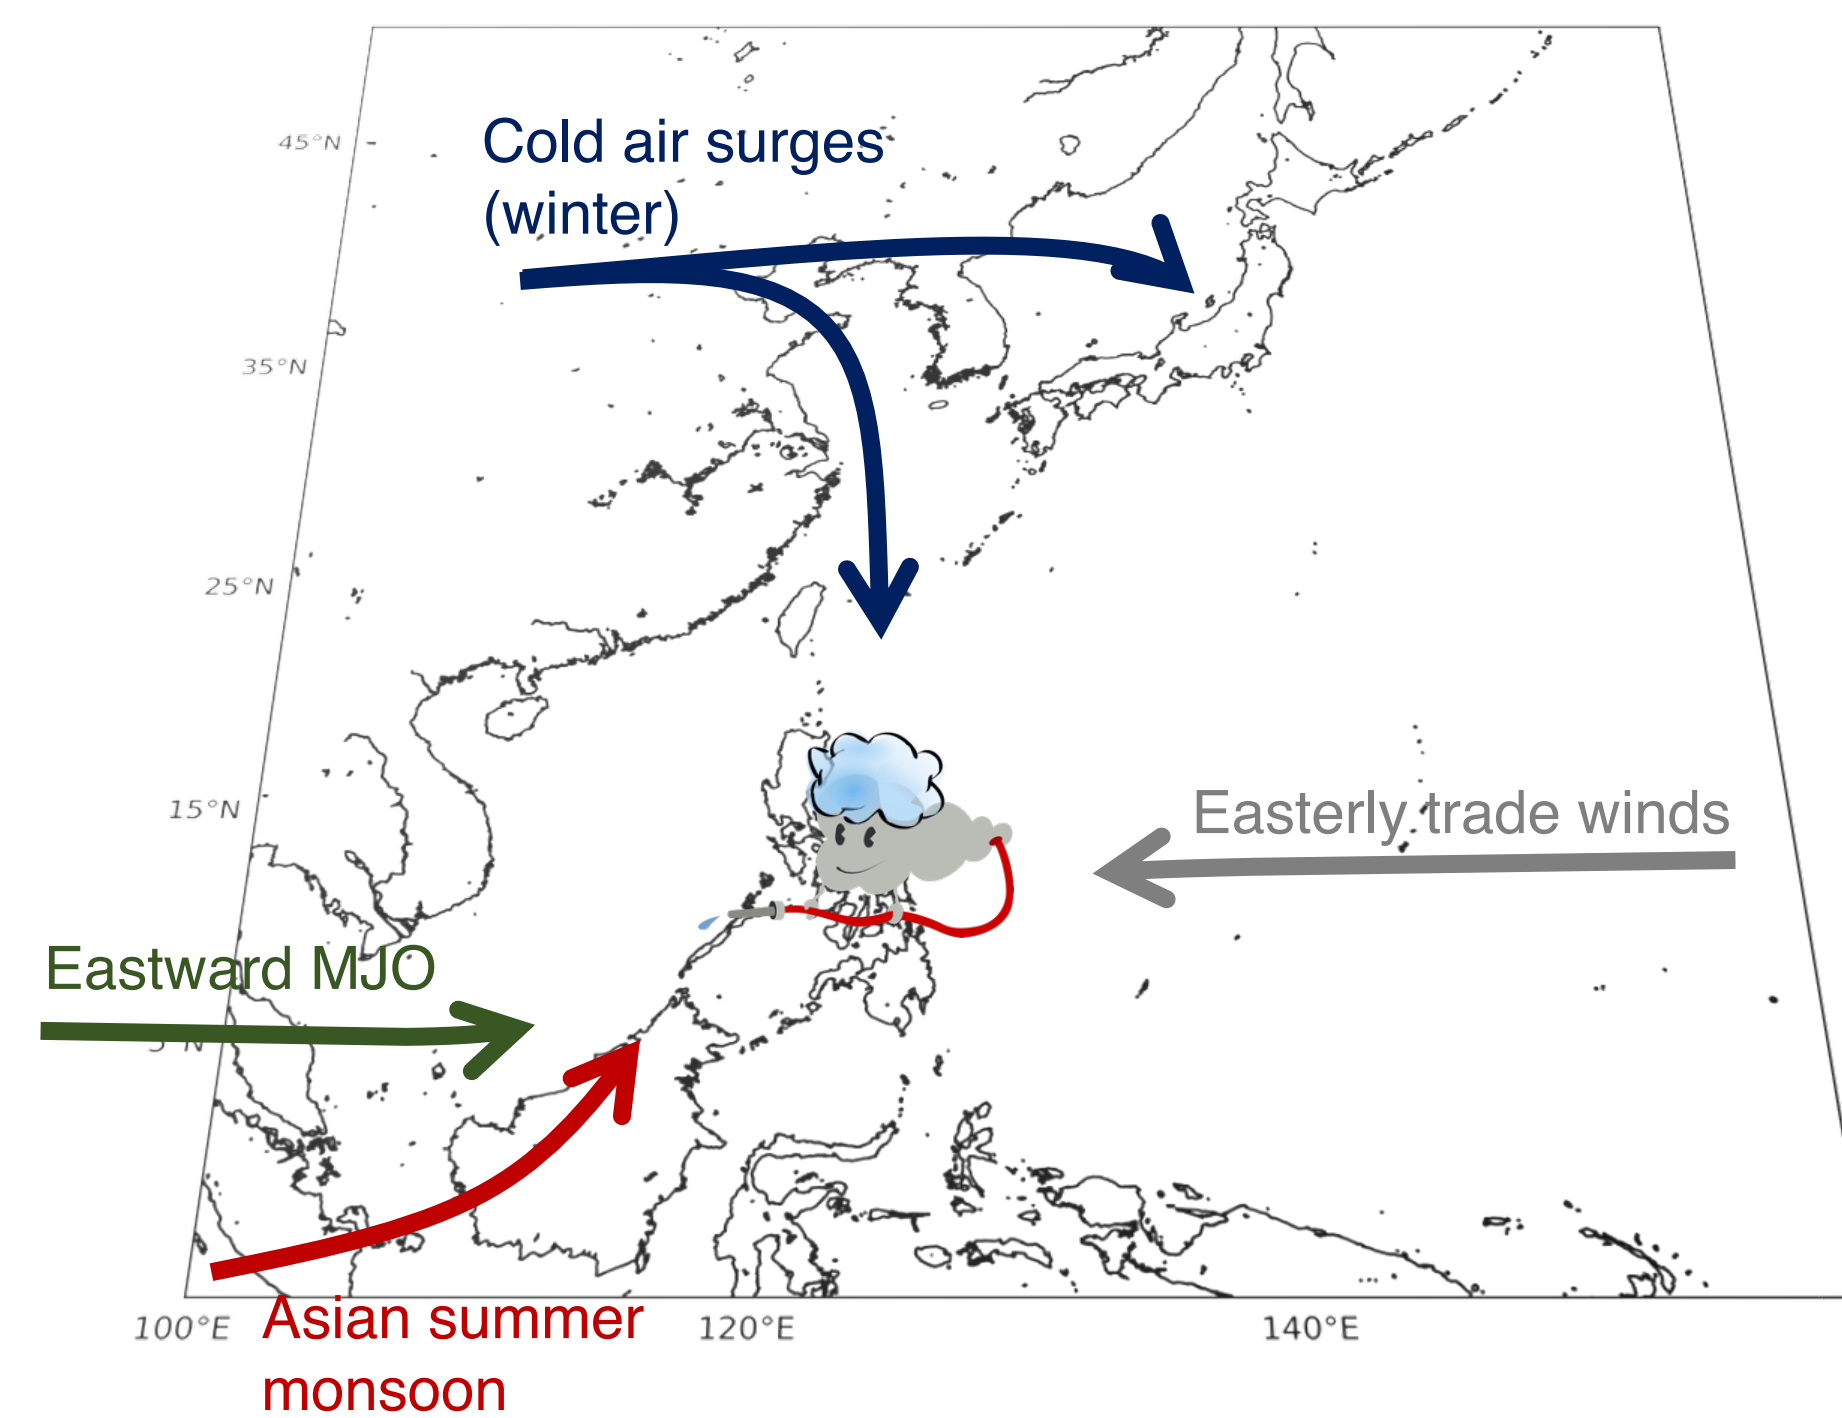 45°N
Cold air surges
(winter)
35°N
25°N
15°N
Easterly trade winds
Eastward MJO
5°N
100°E
Asian summer
monsoon
120°E
140°E